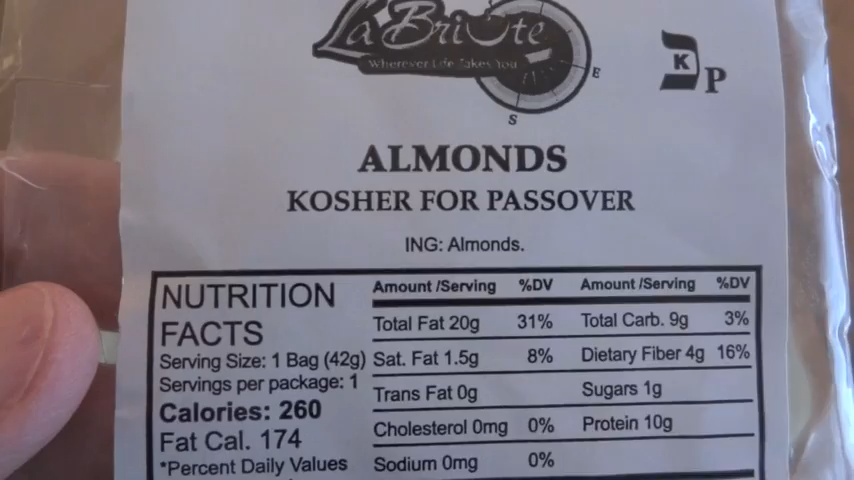 La Briute
Wherever Life Takes You
E
S
K
P
ALMONDS
KOSHER FOR PASSOVER
ING: Almonds.
NUTRITION
FACTS
Serving Size: 1 Bag (42g)
Servings per package: 1
Calories: 260
Fat Cal. 174
*Percent Daily Values
Amount /Serving %DV Amount /Serving %DV
Total Fat 20g 31% Total Carb. 9g 3%
Sat. Fat 1.5g 8% Dietary Fiber 4g 16%
Trans Fat 0g Sugars 1g
Cholesterol 0mg 0% Protein 10g
Sodium 0mg 0%